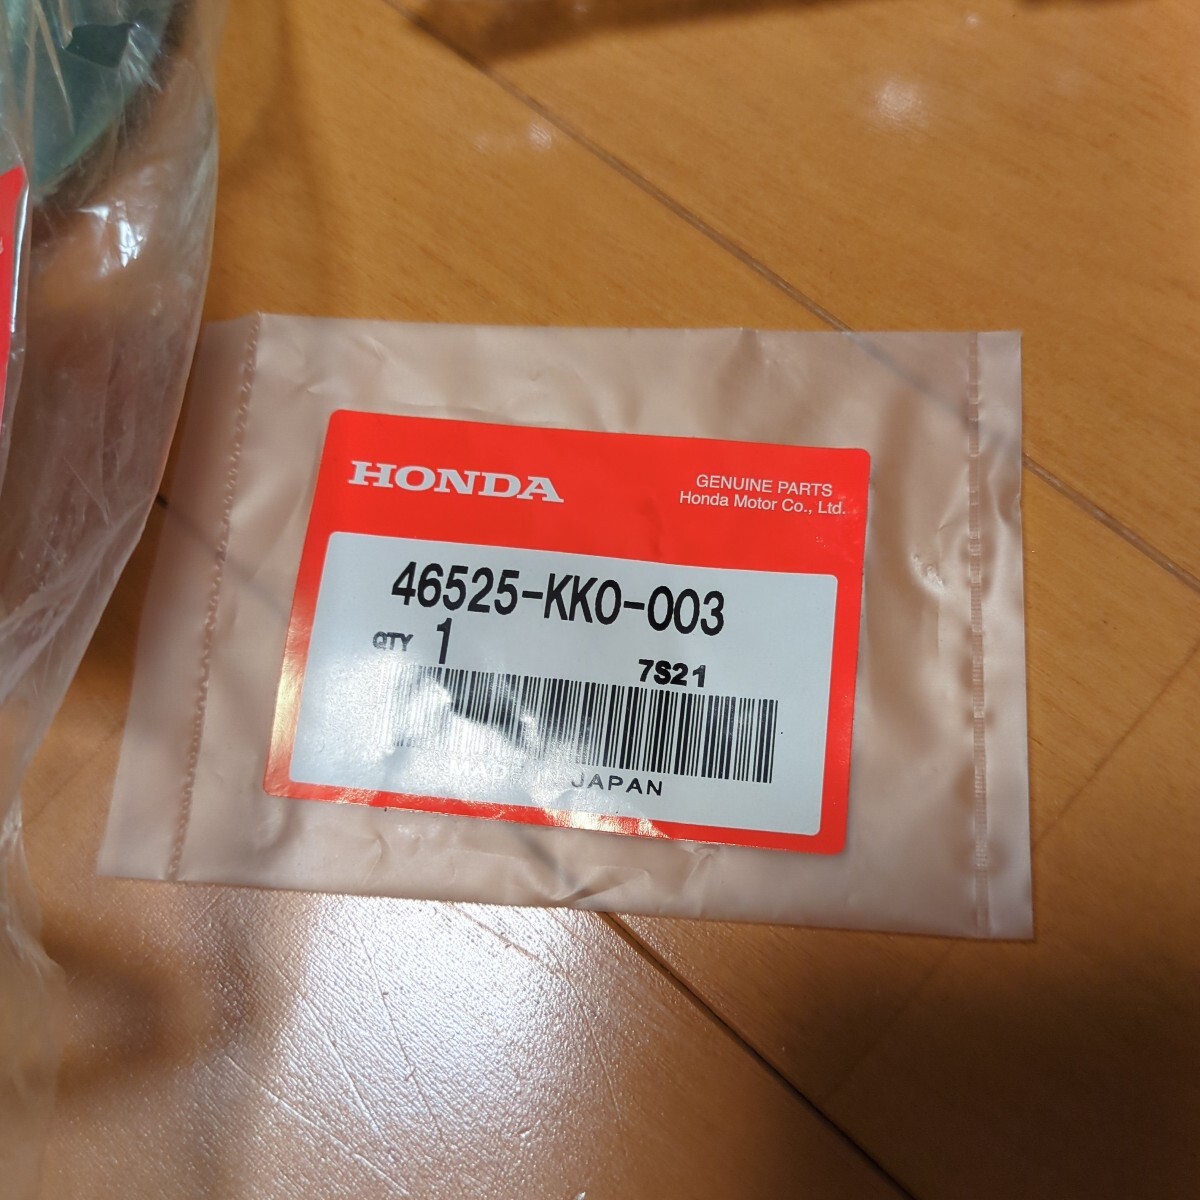 HONDA
GENUINE PARTS
Honda Motor Co., Ltd.
46525-KK0-003
QTY 1
7S21
MADE IN JAPAN